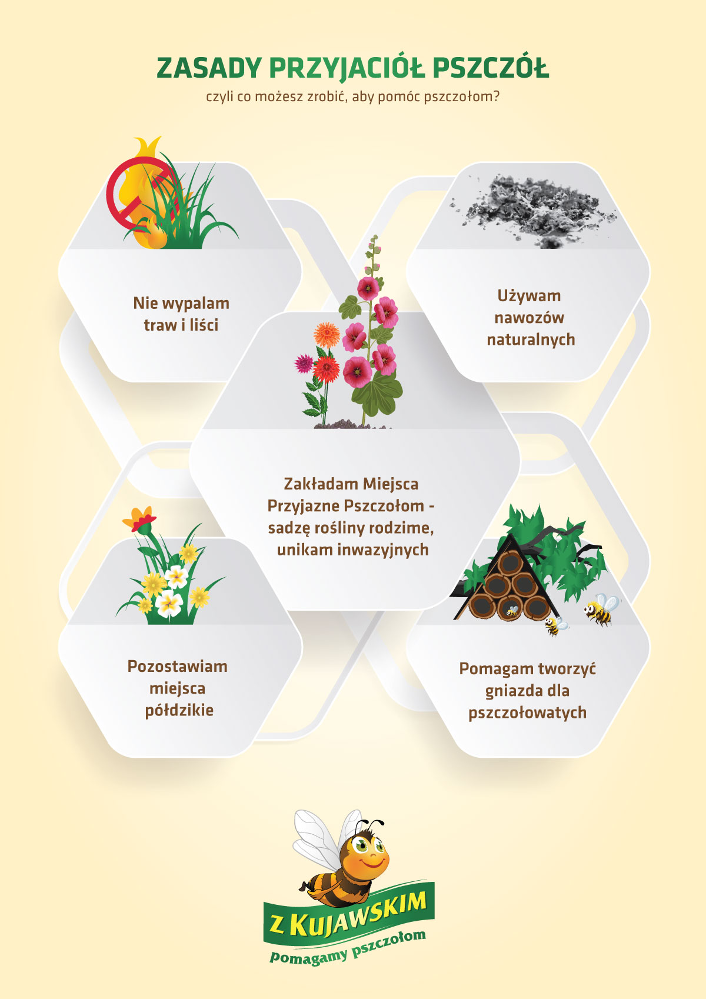 ZASADY PRZYJACIÓŁ PSZCZÓŁ
czyli co możesz zrobić, aby pomóc pszczołom?
Nie wypalam
traw i liści
Używam
nawozów
naturalnych
Zakładam Miejsca
Przyjazne Pszczołom -
sadzę rośliny rodzime,
unikam inwazyjnych
Pozostawiam
miejsca
półdzikie
Pomagam tworzyć
gniazda dla
pszczołowatych
Z KUJAWSKIM
pomagamy pszczołom